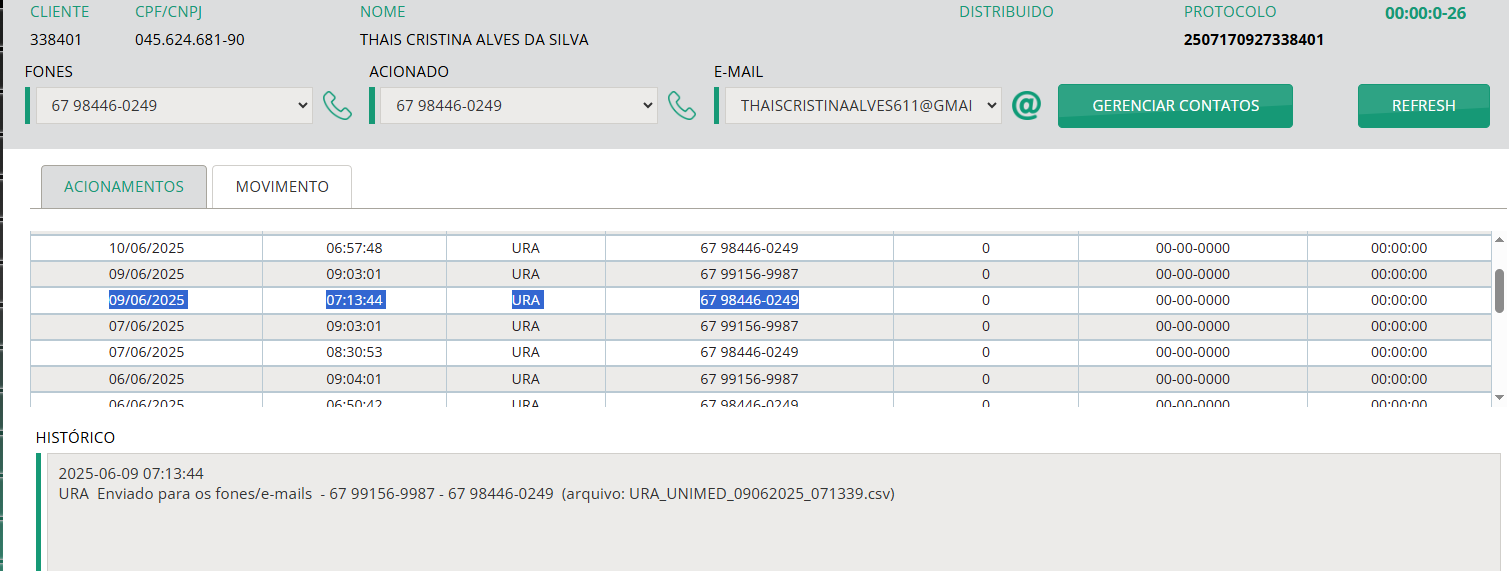 CLIENTE CPF/CNPJ NOME DISTRIBUIDO PROTOCOLO 00:00:0-26
338401 045.624.681-90 THAIS CRISTINA ALVES DA SILVA 2507170927338401
FONES ACIONADO E-MAIL
67 98446-0249 67 98446-0249 THAISCRISTINAALVES611@GMAI @ GERENCIAR CONTATOS REFRESH
ACIONAMENTOS MOVIMENTO
10/06/2025 06:57:48 URA 67 98446-0249 0 00-00-0000 00:00:00
09/06/2025 09:03:01 URA 67 99156-9987 0 00-00-0000 00:00:00
09/06/2025 07:13:44 URA 67 98446-0249 0 00-00-0000 00:00:00
07/06/2025 09:03:01 URA 67 99156-9987 0 00-00-0000 00:00:00
07/06/2025 08:30:53 URA 67 98446-0249 0 00-00-0000 00:00:00
06/06/2025 09:04:01 URA 67 99156-9987 0 00-00-0000 00:00:00
06/06/2025 06:50:42 URA 67 98446-0249 0 00-00-0000 00:00:00
HISTÓRICO
2025-06-09 07:13:44
URA Enviado para os fones/e-mails - 67 99156-9987 - 67 98446-0249 (arquivo: URA_UNIMED_09062025_071339.csv)